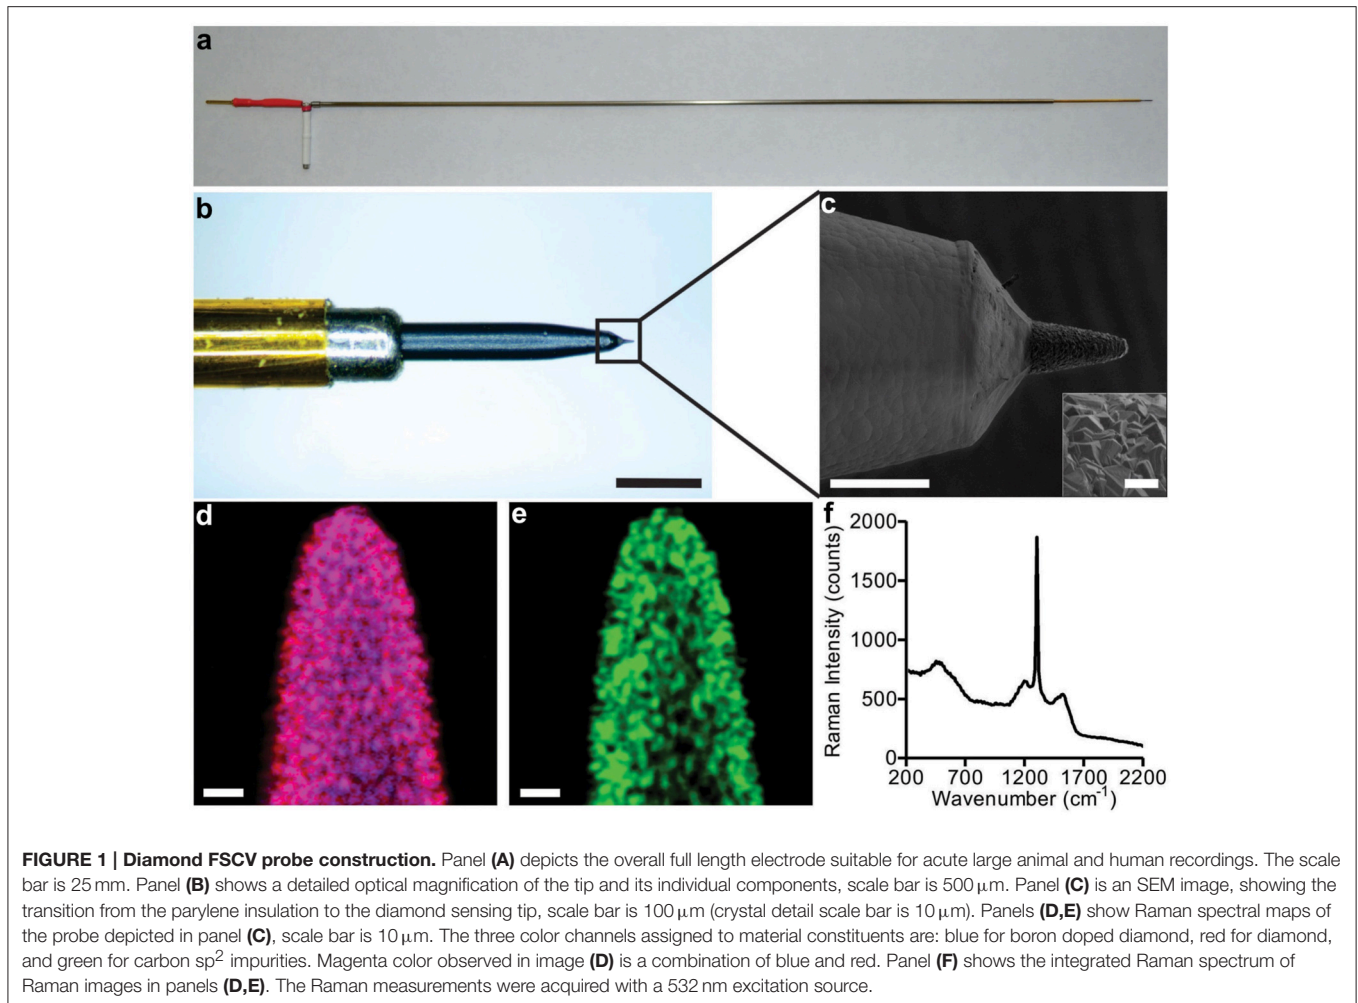 a
b
c
d
e
f
2000
1500
1000
500
0
Raman Intensity (counts)
200 700 1200 1700 2200
Wavenumber (cm⁻¹)
FIGURE 1 | Diamond FSCV probe construction. Panel (A) depicts the overall full length electrode suitable for acute large animal and human recordings. The scale
bar is 25 mm. Panel (B) shows a detailed optical magnification of the tip and its individual components, scale bar is 500 μm. Panel (C) is an SEM image, showing the
transition from the parylene insulation to the diamond sensing tip, scale bar is 100 μm (crystal detail scale bar is 10 μm). Panels (D,E) show Raman spectral maps of
the probe depicted in panel (C), scale bar is 10 μm. The three color channels assigned to material constituents are: blue for boron doped diamond, red for diamond,
and green for carbon sp² impurities. Magenta color observed in image (D) is a combination of blue and red. Panel (F) shows the integrated Raman spectrum of
Raman images in panels (D,E). The Raman measurements were acquired with a 532 nm excitation source.